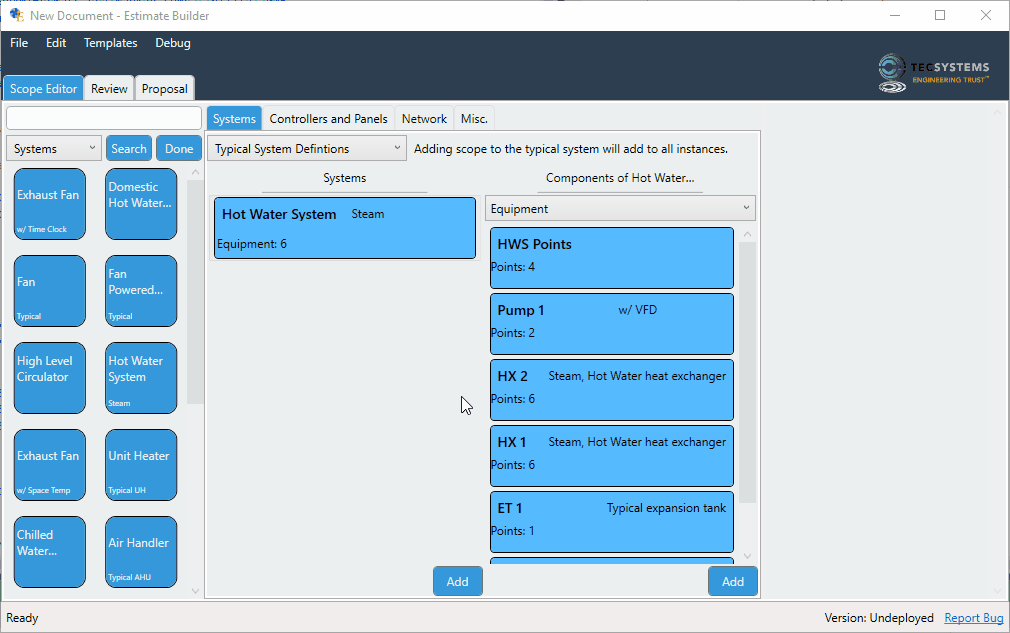 New Document - Estimate Builder
File Edit Templates Debug
TECSYSTEMS
ENGINEERING TRUST™
Scope Editor Review Proposal
Systems Controllers and Panels Network Misc.
Systems Search Done
Typical System Defintions Adding scope to the typical system will add to all instances.
Exhaust Fan
w/ Time Clock
Domestic
Hot Water...
Fan
Typical
Fan
Powered...
Typical
High Level
Circulator
Hot Water
System
Steam
Exhaust Fan
w/ Space Temp
Unit Heater
Typical UH
Chilled
Water...
Air Handler
Typical AHU
Systems
Hot Water System Steam
Equipment: 6
Add
Components of Hot Water...
Equipment
HWS Points
Points: 4
Pump 1 w/ VFD
Points: 2
HX 2 Steam, Hot Water heat exchanger
Points: 6
HX 1 Steam, Hot Water heat exchanger
Points: 6
ET 1 Typical expansion tank
Points: 1
Add
Ready Version: Undeployed Report Bug